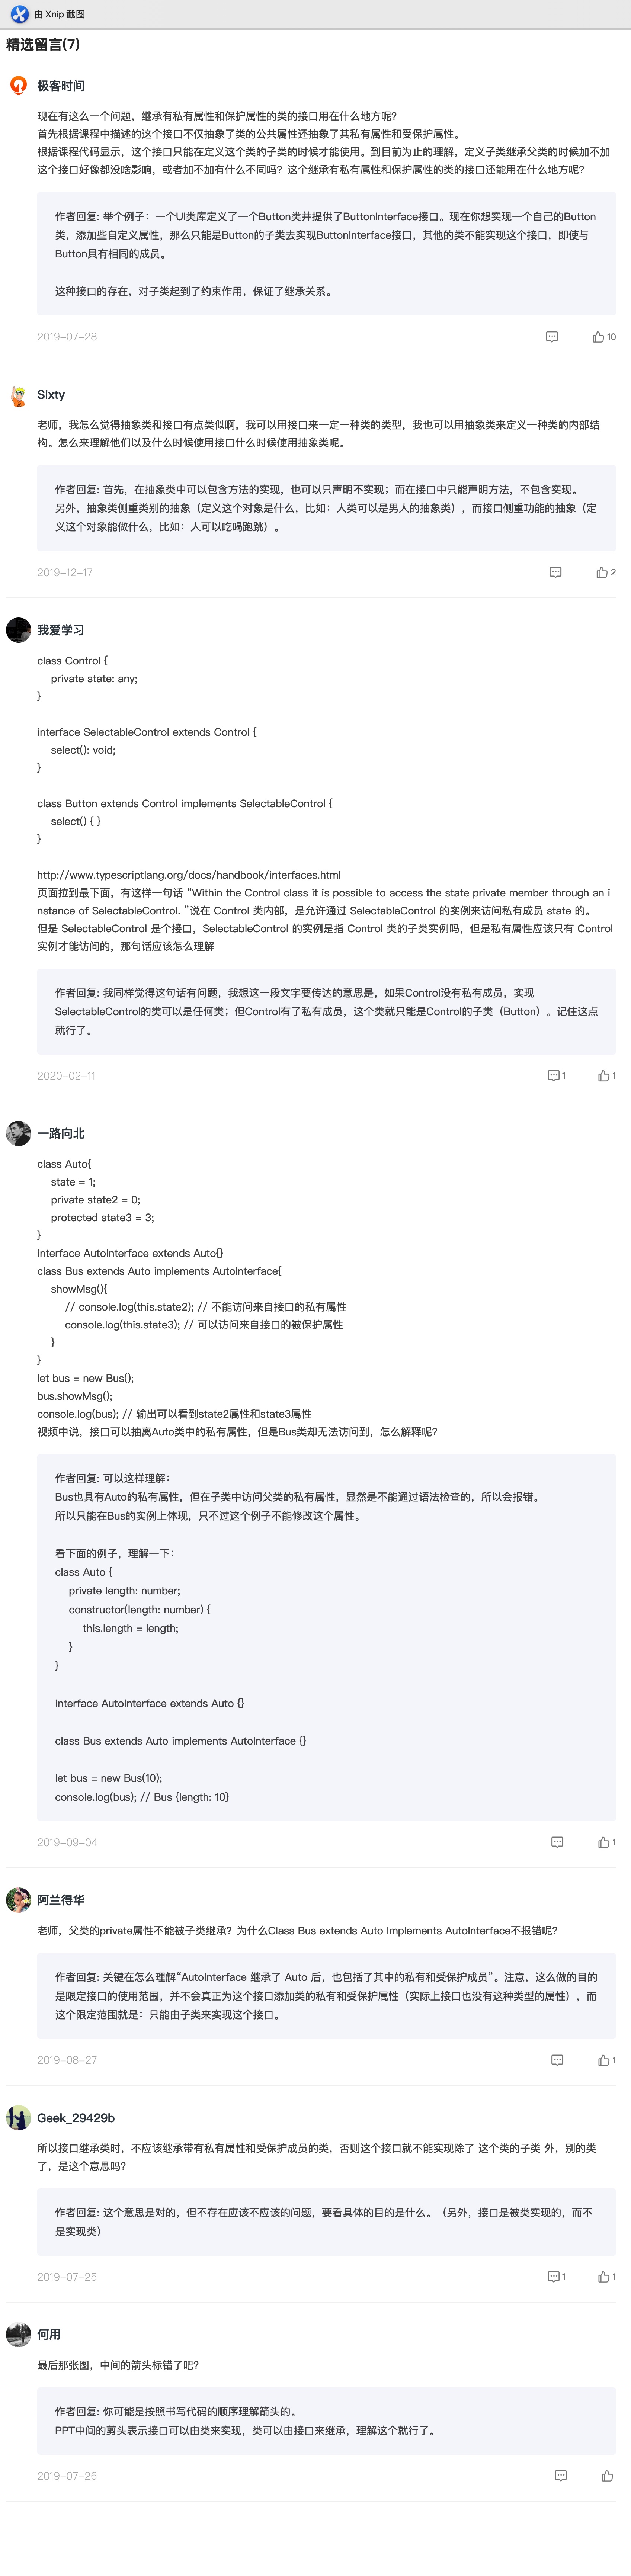 由 Xnip 截图
精选留言(7)
极客时间
现在有这么一个问题，继承有私有属性和保护属性的类的接口用在什么地方呢?
首先根据课程中描述的这个接口不仅抽象了类的公共属性还抽象了其私有属性和受保护属性。
根据课程代码显示，这个接口只能在定义这个类的子类的时候才能使用。到目前为止的理解，定义子类继承父类的时候加不加
这个接口好像都没啥影响，或者加不加有什么不同吗？这个继承有私有属性和保护属性的类的接口还能用在什么地方呢?
作者回复: 举个例子：一个UI类库定义了一个Button类并提供了ButtonInterface接口。现在你想实现一个自己的Button
类，添加些自定义属性，那么只能是Button的子类去实现ButtonInterface接口，其他的类不能实现这个接口，即使与
Button具有相同的成员。
这种接口的存在，对子类起到了约束作用，保证了继承关系。
2019-07-28
10
Sixty
老师，我怎么觉得抽象类和接口有点类似啊，我可以用接口来一定一种类的类型，我也可以用抽象类来定义一种类的内部结
构。怎么来理解他们以及什么时候使用接口什么时候使用抽象类呢。
作者回复: 首先，在抽象类中可以包含方法的实现，也可以只声明不实现；而在接口中只能声明方法，不包含实现。
另外，抽象类侧重类别的抽象（定义这个对象是什么，比如：人类可以是男人的抽象类），而接口侧重功能的抽象（定
义这个对象能做什么，比如：人可以吃喝跑跳）。
2019-12-17
2
我爱学习
class Control {
private state: any;
}
interface SelectableControl extends Control {
select(): void;
}
class Button extends Control implements SelectableControl {
select() { }
}
http://www.typescriptlang.org/docs/handbook/interfaces.html
页面拉到最下面，有这样一句话 “Within the Control class it is possible to access the state private member through an i
nstance of SelectableControl. ”说在 Control 类内部，是允许通过 SelectableControl 的实例来访问私有成员 state 的。
但是 SelectableControl 是个接口，SelectableControl 的实例是指 Control 类的子类实例吗，但是私有属性应该只有 Control
实例才能访问的，那句话应该怎么理解
作者回复: 我同样觉得这句话有问题，我想这一段文字要传达的意思是，如果Control没有私有成员，实现
SelectableControl的类可以是任何类；但Control有了私有成员，这个类就只能是Control的子类（Button）。记住这点
就行了。
2020-02-11
1
1
一路向北
class Auto{
state = 1;
private state2 = 0;
protected state3 = 3;
}
interface AutoInterface extends Auto{}
class Bus extends Auto implements AutoInterface{
showMsg(){
// console.log(this.state2); // 不能访问来自接口的私有属性
console.log(this.state3); // 可以访问来自接口的被保护属性
}
}
let bus = new Bus();
bus.showMsg();
console.log(bus); // 输出可以看到state2属性和state3属性
视频中说，接口可以抽离Auto类中的私有属性，但是Bus类却无法访问到，怎么解释呢?
作者回复: 可以这样理解：
Bus也具有Auto的私有属性，但在子类中访问父类的私有属性，显然是不能通过语法检查的，所以会报错。
所以只能在Bus的实例上体现，只不过这个例子不能修改这个属性。
看下面的例子，理解一下：
class Auto {
private length: number;
constructor(length: number) {
this.length = length;
}
}
interface AutoInterface extends Auto {}
class Bus extends Auto implements AutoInterface {}
let bus = new Bus(10);
console.log(bus); // Bus {length: 10}
2019-09-04
1
阿兰得华
老师，父类的private属性不能被子类继承？为什么Class Bus extends Auto Implements AutoInterface不报错呢?
作者回复: 关键在怎么理解“AutoInterface 继承了 Auto 后，也包括了其中的私有和受保护成员”。注意，这么做的目的
是限定接口的使用范围，并不会真正为这个接口添加类的私有和受保护属性（实际上接口也没有这种类型的属性），而
这个限定范围就是：只能由子类来实现这个接口。
2019-08-27
1
Geek_29429b
所以接口继承类时，不应该继承带有私有属性和受保护成员的类，否则这个接口就不能实现除了 这个类的子类 外，别的类
了，是这个意思吗?
作者回复: 这个意思是对的，但不存在应该不应该的问题，要看具体的目的是什么。（另外，接口是被类实现的，而不
是实现类）
2019-07-25
1
1
何用
最后那张图，中间的箭头标错了吧?
作者回复: 你可能是按照书写代码的顺序理解箭头的。
PPT中间的剪头表示接口可以由类来实现，类可以由接口来继承，理解这个就行了。
2019-07-26